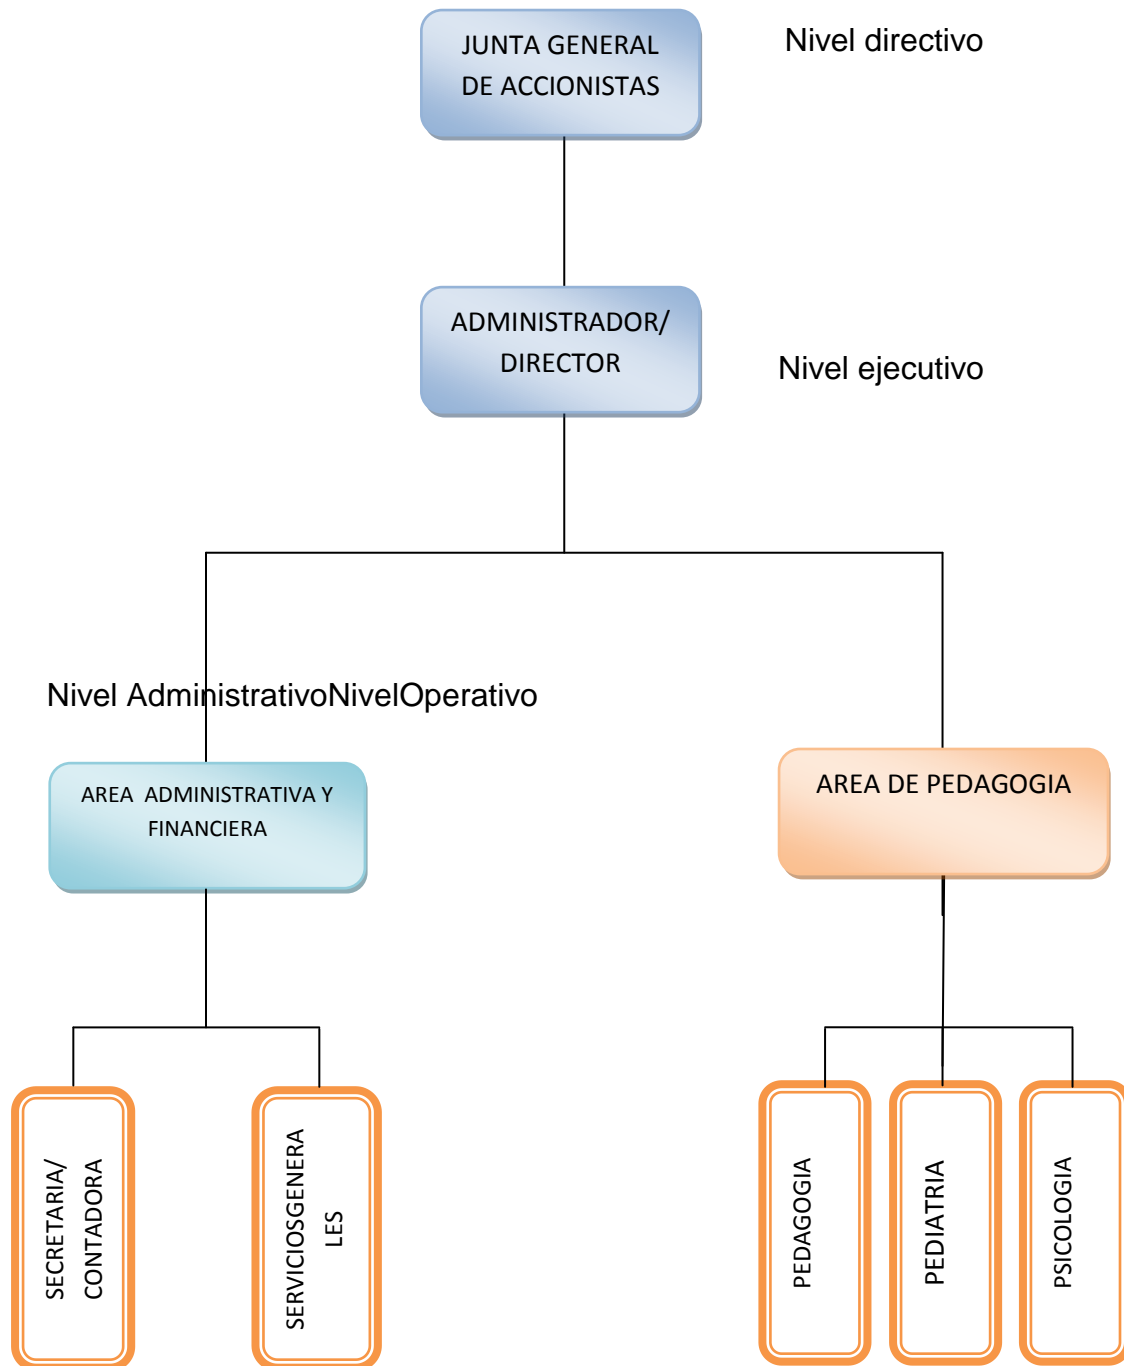 JUNTA GENERAL
DE ACCIONISTAS
Nivel directivo
ADMINISTRADOR/
DIRECTOR
Nivel ejecutivo
Nivel AdministrativoNivelOperativo
AREA ADMINISTRATIVA Y
FINANCIERA
AREA DE PEDAGOGIA
SECRETARIA/
CONTADORA
SERVICIOSGENERA
LES
PEDAGOGIA
PEDIATRIA
PSICOLOGIA